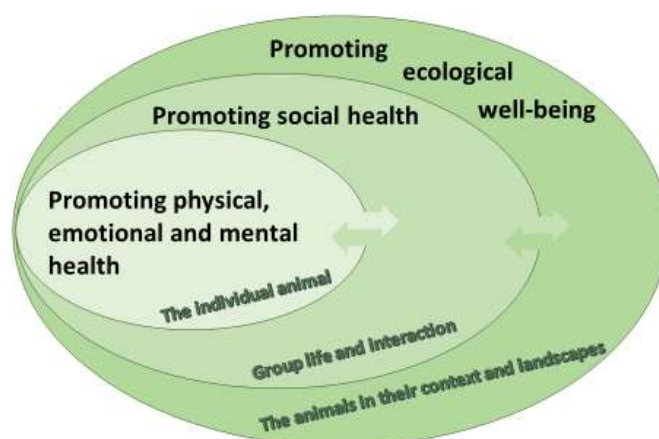 Promoting
ecological
well-being
Promoting social health
Promoting physical,
emotional and mental
health
The individual animal
Group life and interaction
The animals in their context and landscapes